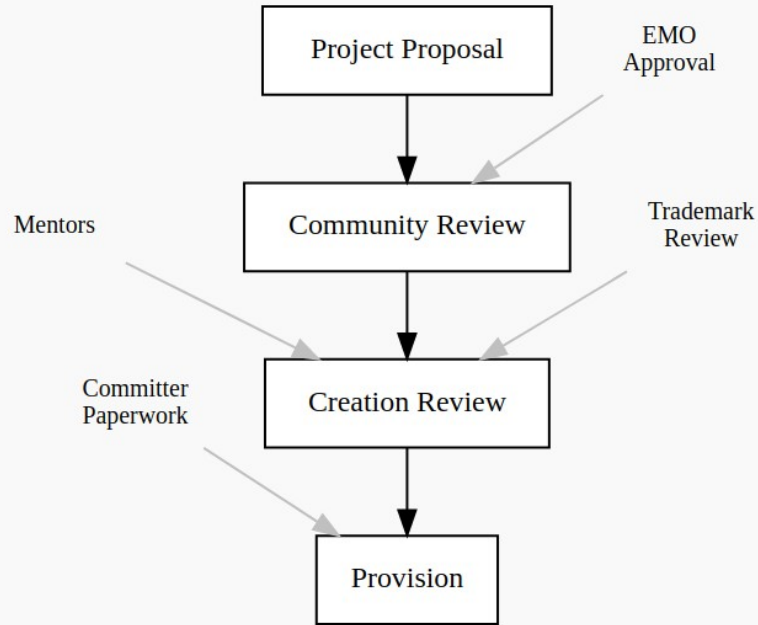 Project Proposal
EMO
Approval
Community Review
Mentors
Trademark
Review
Creation Review
Committer
Paperwork
Provision